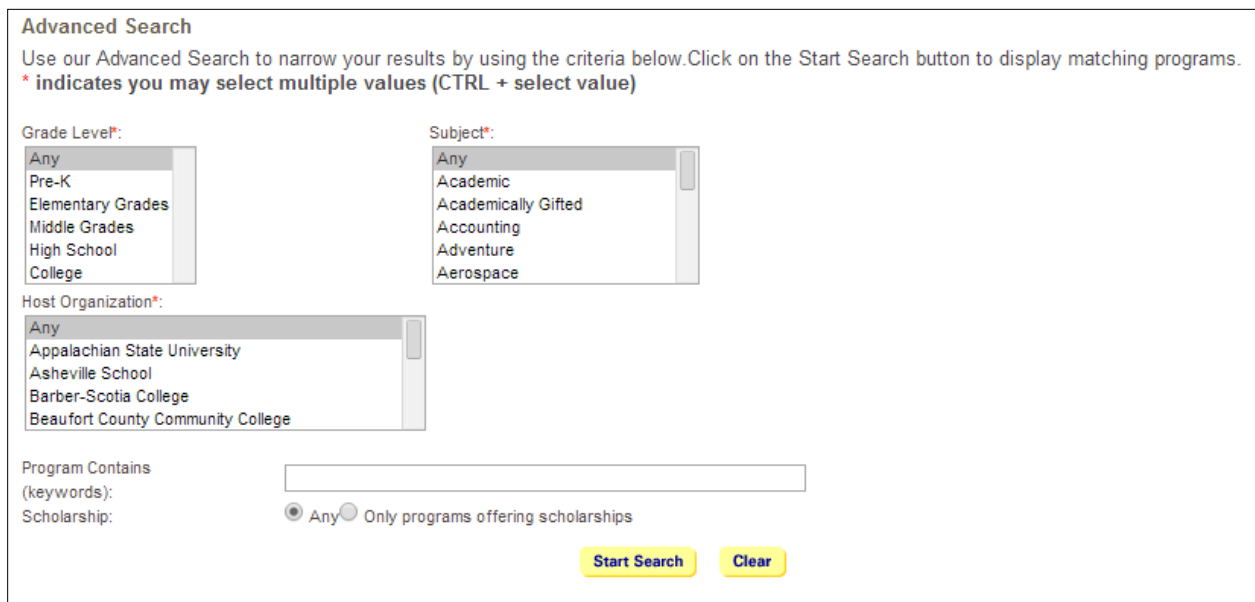 Advanced Search
Use our Advanced Search to narrow your results by using the criteria below.Click on the Start Search button to display matching programs.
* indicates you may select multiple values (CTRL + select value)
Grade Level*:
Any
Pre-K
Elementary Grades
Middle Grades
High School
College
Subject*:
Any
Academic
Academically Gifted
Accounting
Adventure
Aerospace
Host Organization*:
Any
Appalachian State University
Asheville School
Barber-Scotia College
Beaufort County Community College
Program Contains
(keywords):
Scholarship:
Any Only programs offering scholarships
Start Search Clear